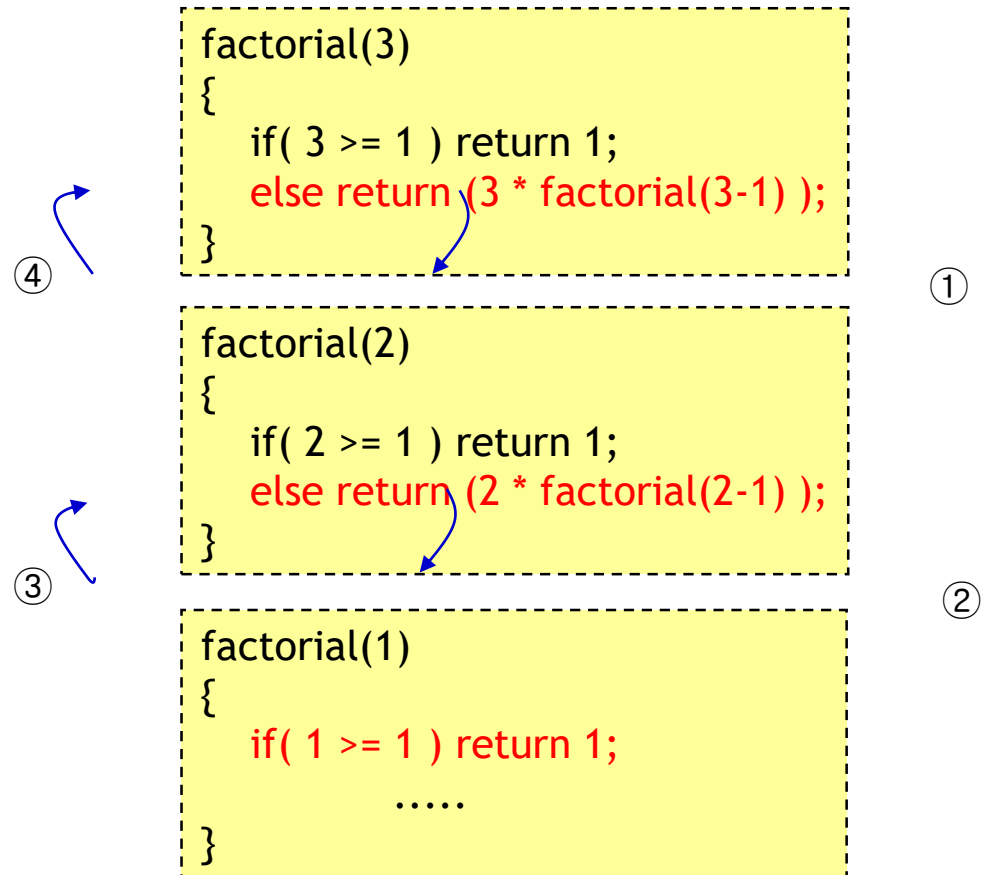 factorial(3)
{
if( 3 >= 1 ) return 1;
else return (3 * factorial(3-1) );
}
④
①
factorial(2)
{
if( 2 >= 1 ) return 1;
else return (2 * factorial(2-1) );
}
③
②
factorial(1)
{
if( 1 >= 1 ) return 1;
.....
}